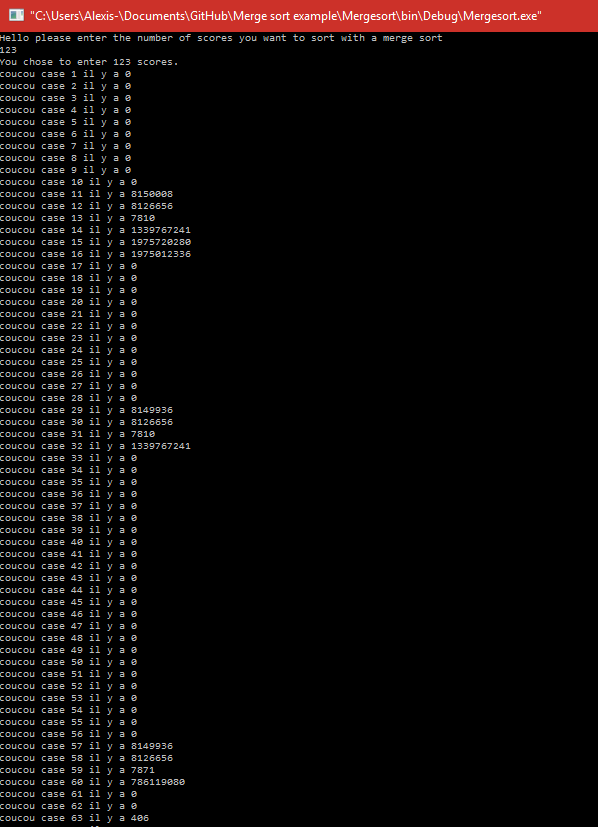 "C:\Users\Alexis-\Documents\GitHub\Merge sort example\Mergesort\bin\Debug\Mergesort.exe"
Hello please enter the number of scores you want to sort with a merge sort
123
You chose to enter 123 scores.
coucou case 1 il y a 0
coucou case 2 il y a 0
coucou case 3 il y a 0
coucou case 4 il y a 0
coucou case 5 il y a 0
coucou case 6 il y a 0
coucou case 7 il y a 0
coucou case 8 il y a 0
coucou case 9 il y a 0
coucou case 10 il y a 0
coucou case 11 il y a 8150008
coucou case 12 il y a 8126656
coucou case 13 il y a 7810
coucou case 14 il y a 1339767241
coucou case 15 il y a 1975720280
coucou case 16 il y a 1975012336
coucou case 17 il y a 0
coucou case 18 il y a 0
coucou case 19 il y a 0
coucou case 20 il y a 0
coucou case 21 il y a 0
coucou case 22 il y a 0
coucou case 23 il y a 0
coucou case 24 il y a 0
coucou case 25 il y a 0
coucou case 26 il y a 0
coucou case 27 il y a 0
coucou case 28 il y a 0
coucou case 29 il y a 8149936
coucou case 30 il y a 8126656
coucou case 31 il y a 7810
coucou case 32 il y a 1339767241
coucou case 33 il y a 0
coucou case 34 il y a 0
coucou case 35 il y a 0
coucou case 36 il y a 0
coucou case 37 il y a 0
coucou case 38 il y a 0
coucou case 39 il y a 0
coucou case 40 il y a 0
coucou case 41 il y a 0
coucou case 42 il y a 0
coucou case 43 il y a 0
coucou case 44 il y a 0
coucou case 45 il y a 0
coucou case 46 il y a 0
coucou case 47 il y a 0
coucou case 48 il y a 0
coucou case 49 il y a 0
coucou case 50 il y a 0
coucou case 51 il y a 0
coucou case 52 il y a 0
coucou case 53 il y a 0
coucou case 54 il y a 0
coucou case 55 il y a 0
coucou case 56 il y a 0
coucou case 57 il y a 8149936
coucou case 58 il y a 8126656
coucou case 59 il y a 7871
coucou case 60 il y a 786119080
coucou case 61 il y a 0
coucou case 62 il y a 0
coucou case 63 il y a 406